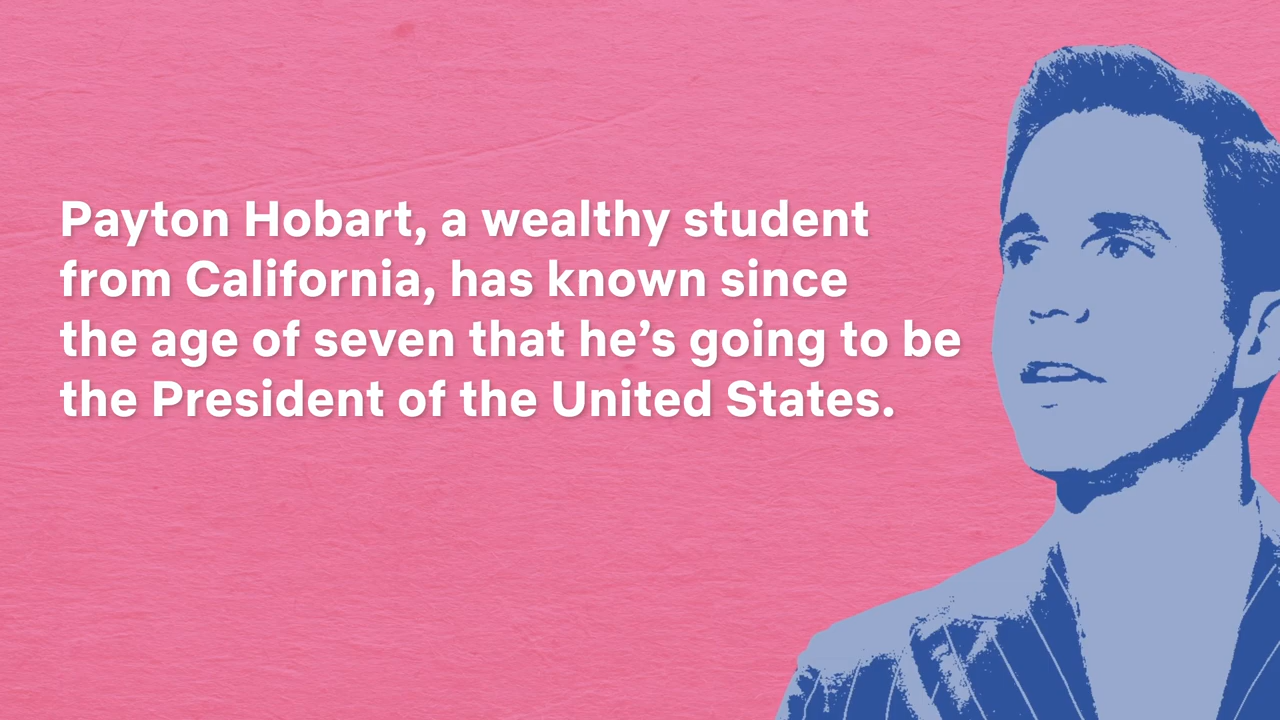 Payton Hobart, a wealthy student
from California, has known since
the age of seven that he’s going to be
the President of the United States.